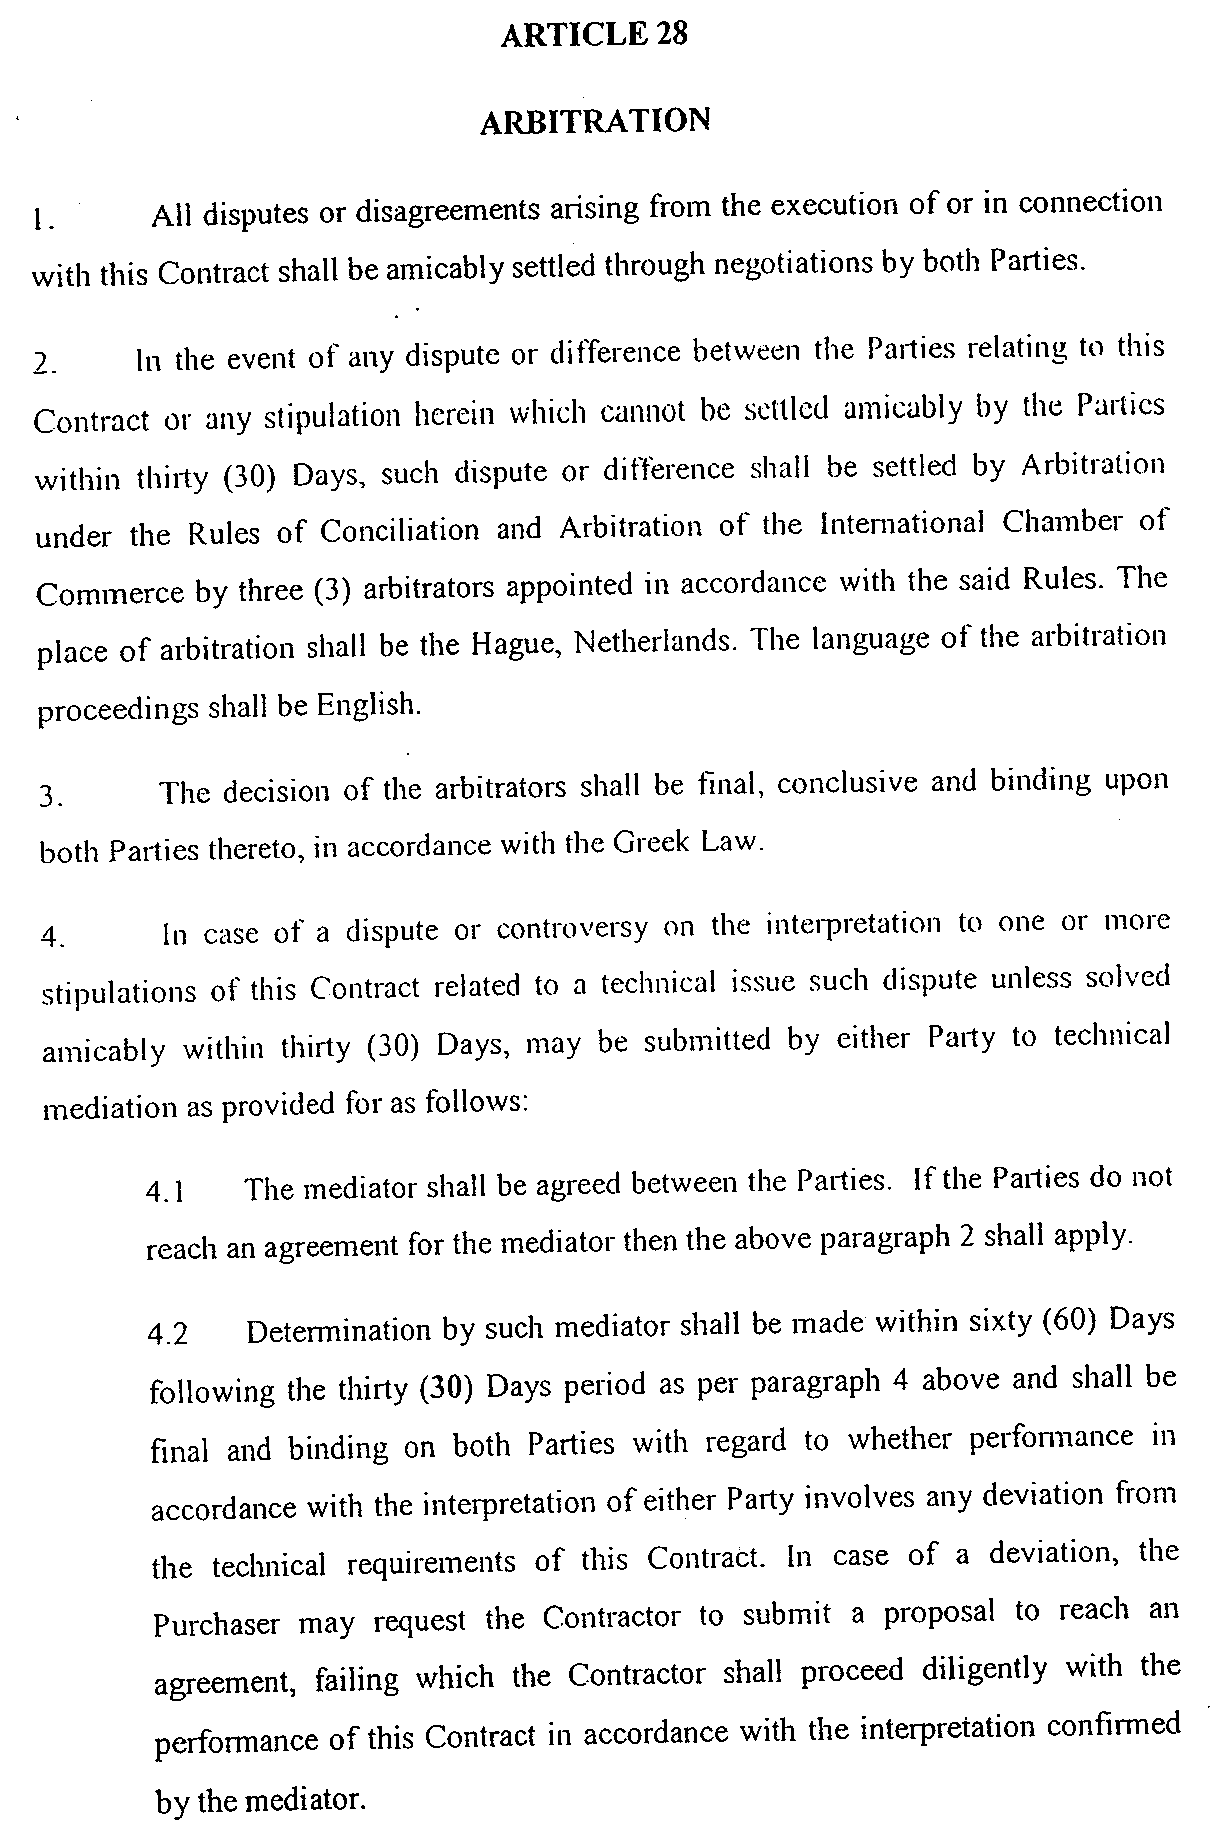 ARTICLE 28
ARBITRATION
1. All disputes or disagreements arising from the execution of or in connection
with this Contract shall be amicably settled through negotiations by both Parties.
2. In the event of any dispute or difference between the Parties relating to this
Contract or any stipulation herein which cannot be settled amicably by the Parties
within thirty (30) Days, such dispute or difference shall be settled by Arbitration
under the Rules of Conciliation and Arbitration of the International Chamber of
Commerce by three (3) arbitrators appointed in accordance with the said Rules. The
place of arbitration shall be the Hague, Netherlands. The language of the arbitration
proceedings shall be English.
3. The decision of the arbitrators shall be final, conclusive and binding upon
both Parties thereto, in accordance with the Greek Law.
4. In case of a dispute or controversy on the interpretation to one or more
stipulations of this Contract related to a technical issue such dispute unless solved
amicably within thirty (30) Days, may be submitted by either Party to technical
mediation as provided for as follows:
4.1 The mediator shall be agreed between the Parties. If the Parties do not
reach an agreement for the mediator then the above paragraph 2 shall apply.
4.2 Determination by such mediator shall be made within sixty (60) Days
following the thirty (30) Days period as per paragraph 4 above and shall be
final and binding on both Parties with regard to whether performance in
accordance with the interpretation of either Party involves any deviation from
the technical requirements of this Contract. In case of a deviation, the
Purchaser may request the Contractor to submit a proposal to reach an
agreement, failing which the Contractor shall proceed diligently with the
performance of this Contract in accordance with the interpretation confirmed
by the mediator.